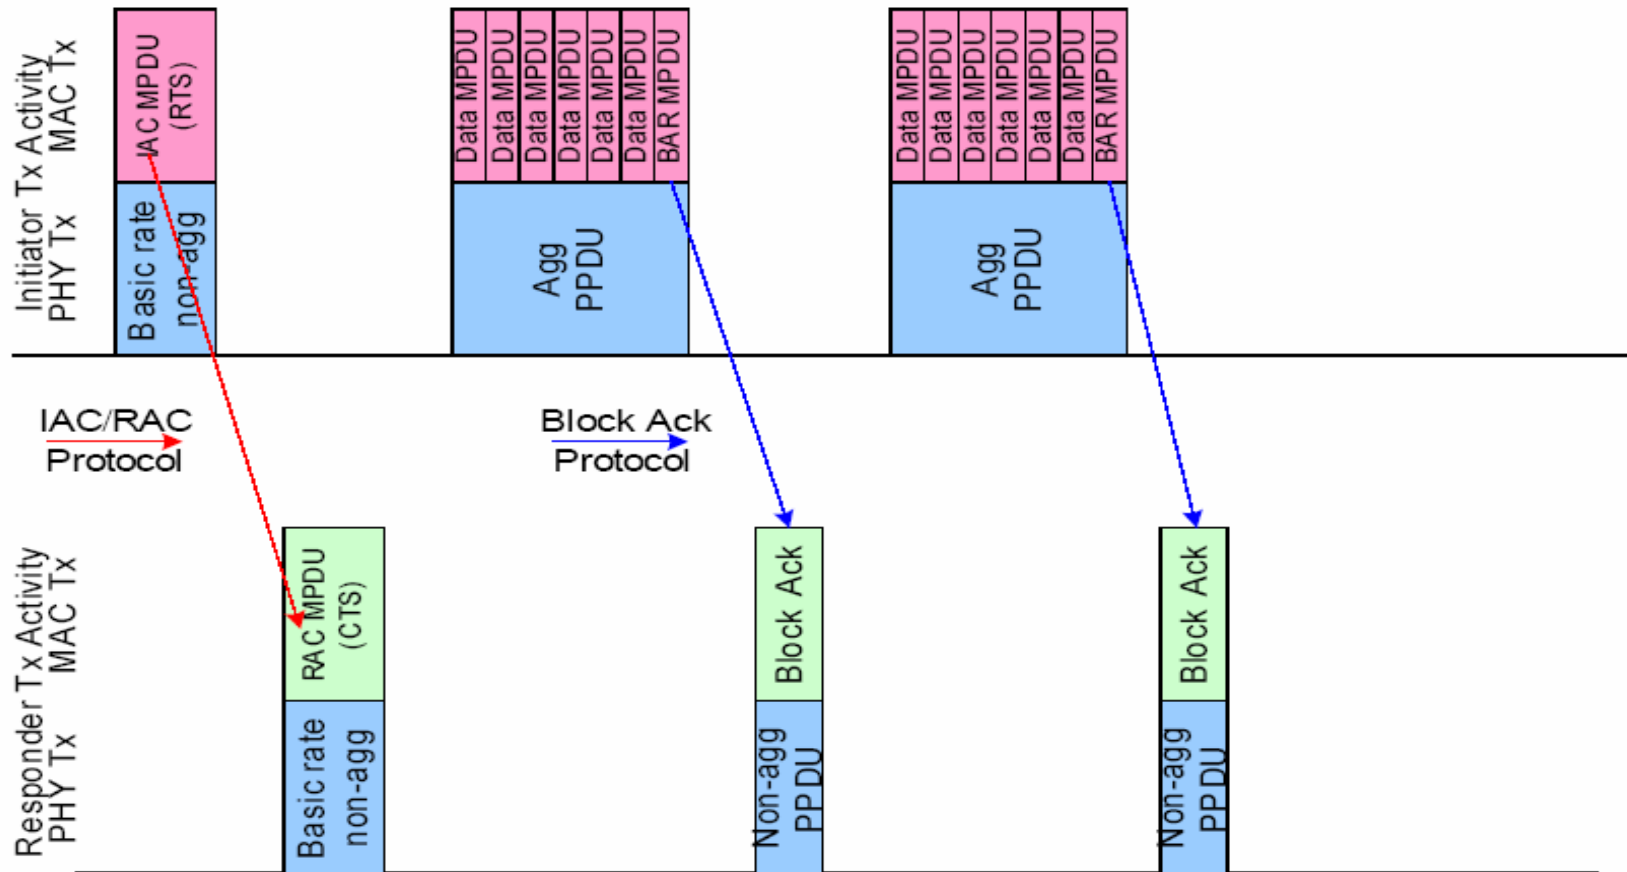 Initiator Tx Activity
MAC Tx
PHY Tx
IAC MPDU
(RTS)
Basic rate
non-agg
Data MPDU
Data MPDU
Data MPDU
Data MPDU
Data MPDU
Data MPDU
BAR MPDU
Agg
PPDU
Data MPDU
Data MPDU
Data MPDU
Data MPDU
Data MPDU
Data MPDU
BAR MPDU
Agg
PPDU
IAC/RAC
Protocol
Block Ack
Protocol
Responder Tx Activity
MAC Tx
PHY Tx
RAC MPDU
(CTS)
Basic rate
non-agg
Block Ack
Non-agg
PPDU
Block Ack
Non-agg
PPDU